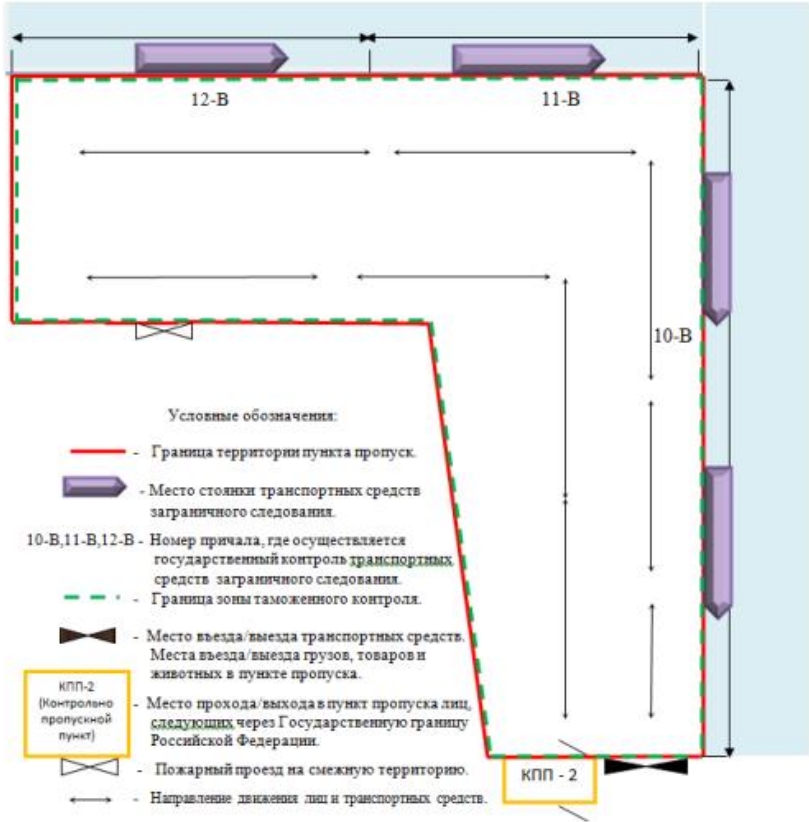 12-В
11-В
10-В
Условные обозначения:
- Граница территории пункта пропуск.
- Место стоянки транспортных средств
заграничного следования.
10-В,11-В,12-В - Номер причала, где осуществляется
государственный контроль транспортных
средств заграничного следования.
- Граница зоны таможенного контроля.
- Место въезда/выезда транспортных средств.
Места въезда/выезда грузов, товаров и
животных в пункте пропуска.
КПП-2
(Контрольно
пропускной
пункт)
- Место прохода/выхода в пункт пропуска лиц,
следующих через Государственную границу
Российской Федерации.
- Пожарный проезд на смежную территорию.
- Направление движения лиц и транспортных средств.
КПП - 2